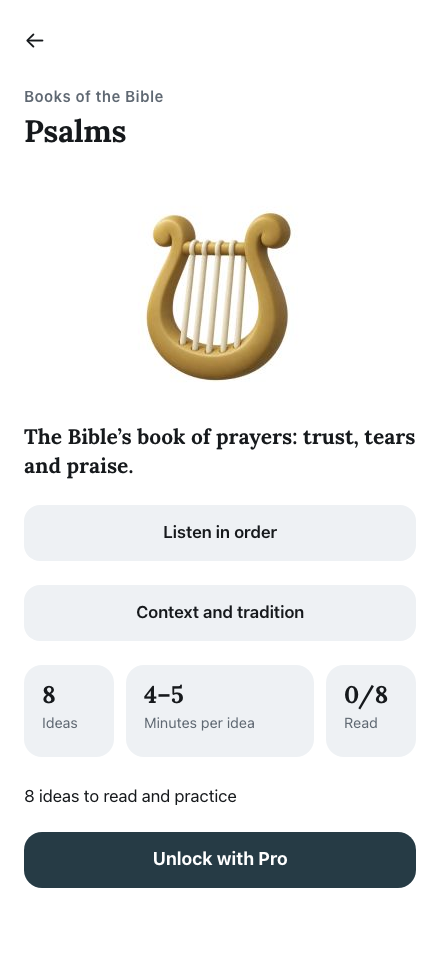 Books of the Bible
Psalms
The Bible’s book of prayers: trust, tears
and praise.
Listen in order
Context and tradition
8
Ideas
4–5
Minutes per idea
0/8
Read
8 ideas to read and practice
Unlock with Pro